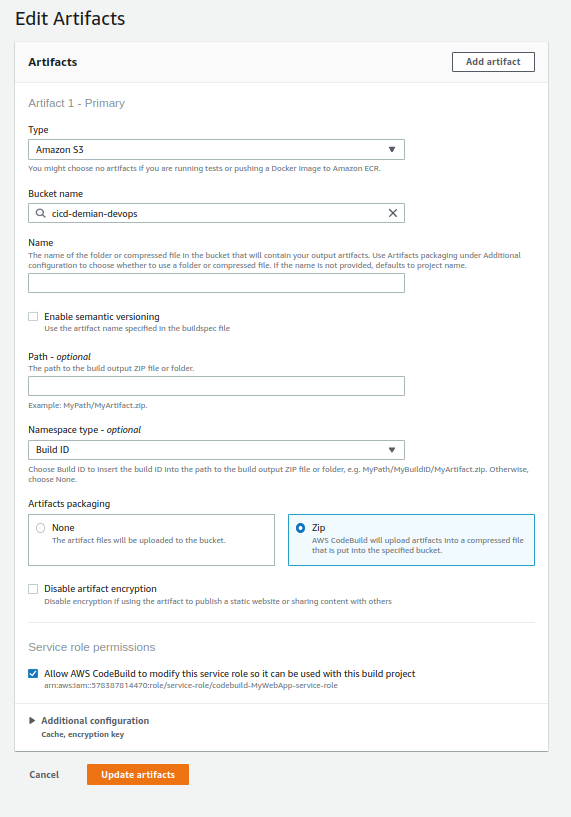 Edit Artifacts
Artifacts
Add artifact
Artifact 1 - Primary
Type
Amazon S3
You might choose no artifacts if you are running tests or pushing a Docker image to Amazon ECR.
Bucket name
cicd-demian-devops
Name
The name of the folder or compressed file in the bucket that will contain your output artifacts. Use Artifacts packaging under Additional
configuration to choose whether to use a folder or compressed file. If the name is not provided, defaults to project name.
Enable semantic versioning
Use the artifact name specified in the buildspec file
Path - optional
The path to the build output ZIP file or folder.
Example: MyPath/MyArtifact.zip.
Namespace type - optional
Build ID
Choose Build ID to insert the build ID into the path to the build output ZIP file or folder, e.g. MyPath/MyBuildID/MyArtifact.zip. Otherwise,
choose None.
Artifacts packaging
None
The artifact files will be uploaded to the bucket.
Zip
AWS CodeBuild will upload artifacts into a compressed file
that is put into the specified bucket.
Disable artifact encryption
Disable encryption if using the artifact to publish a static website or sharing content with others
Service role permissions
Allow AWS CodeBuild to modify this service role so it can be used with this build project
arn:aws:iam::578387814470:role/service-role/codebuild-MyWebApp-service-role
Additional configuration
Cache, encryption key
Cancel
Update artifacts